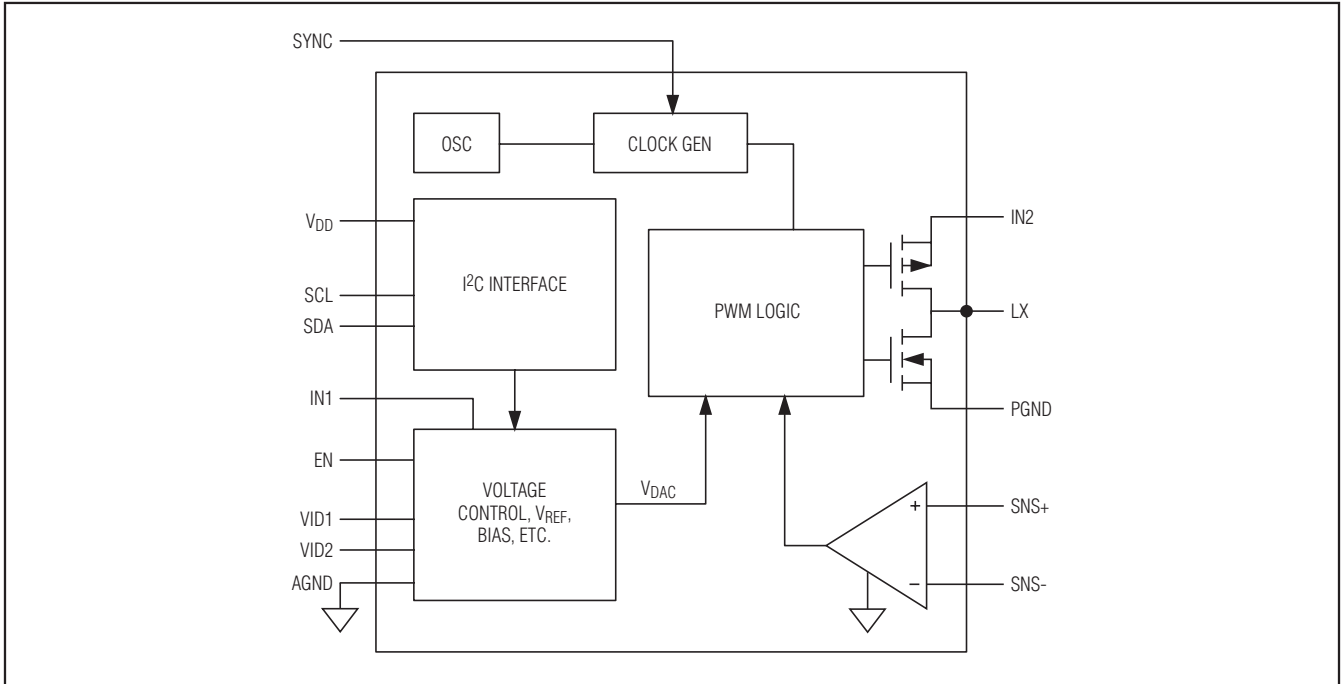 SYNC
OSC
CLOCK GEN
VDD
SCL
SDA
I2C INTERFACE
PWM LOGIC
IN2
LX
PGND
IN1
EN
VID1
VID2
AGND
VOLTAGE
CONTROL, VREF,
BIAS, ETC.
VDAC
+
−
SNS+
SNS-